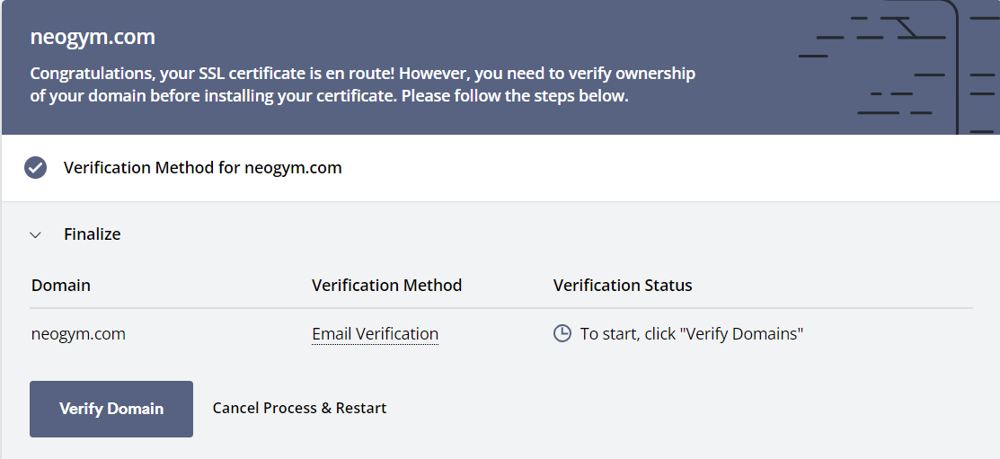 neogym.com
Congratulations, your SSL certificate is en route! However, you need to verify ownership
of your domain before installing your certificate. Please follow the steps below.
Verification Method for neogym.com
Finalize
Domain Verification Method Verification Status
neogym.com Email Verification To start, click "Verify Domains"
Verify Domain Cancel Process & Restart